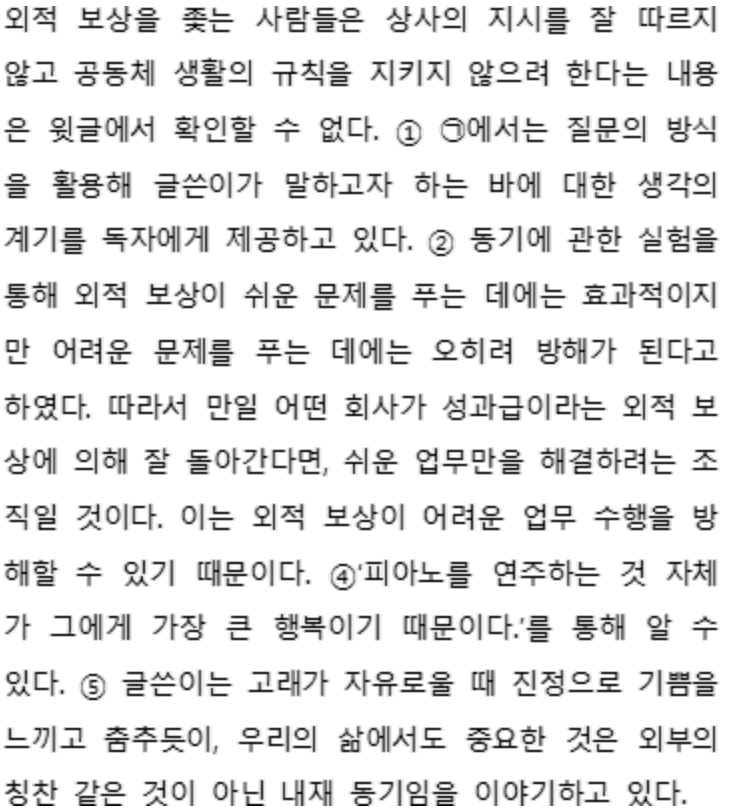 외적 보상을 좇는 사람들은 상사의 지시를 잘 따르지
않고 공동체 생활의 규칙을 지키지 않으려 한다는 내용
은 윗글에서 확인할 수 없다. ① ㉠에서는 질문의 방식
을 활용해 글쓴이가 말하고자 하는 바에 대한 생각의
계기를 독자에게 제공하고 있다. ② 동기에 관한 실험을
통해 외적 보상이 쉬운 문제를 푸는 데에는 효과적이지
만 어려운 문제를 푸는 데에는 오히려 방해가 된다고
하였다. 따라서 만일 어떤 회사가 성과급이라는 외적 보
상에 의해 잘 돌아간다면, 쉬운 업무만을 해결하려는 조
직일 것이다. 이는 외적 보상이 어려운 업무 수행을 방
해할 수 있기 때문이다. ④‘피아노를 연주하는 것 자체
가 그에게 가장 큰 행복이기 때문이다.’를 통해 알 수
있다. ⑤ 글쓴이는 고래가 자유로울 때 진정으로 기쁨을
느끼고 춤추듯이, 우리의 삶에서도 중요한 것은 외부의
칭찬 같은 것이 아닌 내재 동기임을 이야기하고 있다.